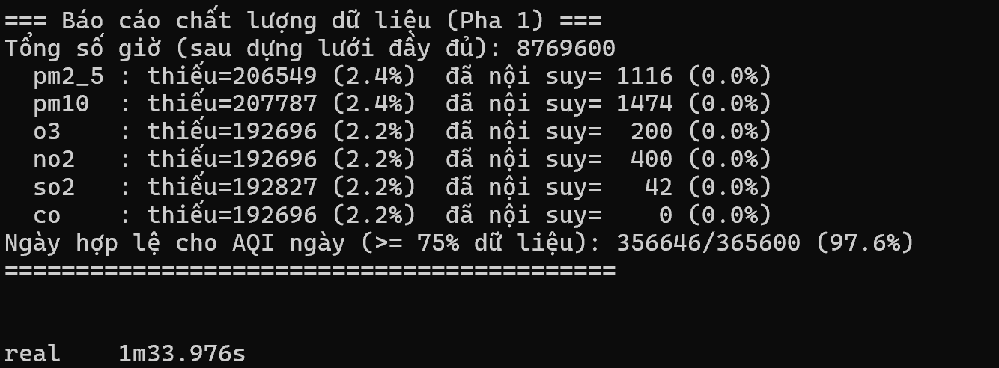 === Báo cáo chất lượng dữ liệu (Pha 1) ===
Tổng số giờ (sau dựng lưới đầy đủ): 8769600
  pm2_5 : thiếu=206549 (2.4%)  đã nội suy= 1116 (0.0%)
  pm10  : thiếu=207787 (2.4%)  đã nội suy= 1474 (0.0%)
  o3    : thiếu=192696 (2.2%)  đã nội suy=  200 (0.0%)
  no2   : thiếu=192696 (2.2%)  đã nội suy=  400 (0.0%)
  so2   : thiếu=192827 (2.2%)  đã nội suy=   42 (0.0%)
  co    : thiếu=192696 (2.2%)  đã nội suy=    0 (0.0%)
Ngày hợp lệ cho AQI ngày (>= 75% dữ liệu): 356646/365600 (97.6%)
===========================================
real    1m33.976s